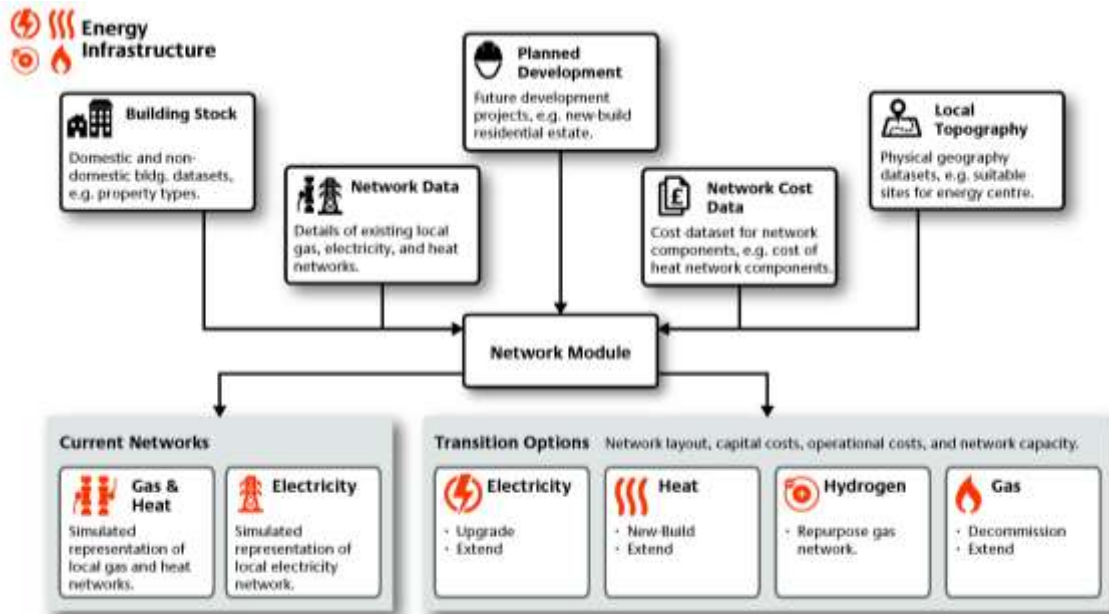 Energy
Infrastructure
Building Stock
Domestic and non-
domestic bldg. datasets,
e.g. property types.
Network Data
Details of existing local
gas, electricity, and heat
networks.
Planned
Development
Future development
projects, e.g. new-build
residential estate.
£
Network Cost
Data
Cost dataset for network
components, e.g. cost of
heat network components.
Local
Topography
Physical geography
datasets, e.g. suitable
sites for energy centre.
Network Module
Current Networks
Gas &
Heat
Simulated
representation of
local gas and heat
networks.
Electricity
Simulated
representation of
local electricity
network.
Transition Options Network layout, capital costs, operational costs, and network capacity.
Electricity
· Upgrade
· Extend
Heat
· New-Build
· Extend
Hydrogen
· Repurpose gas
network.
Gas
· Decommission
· Extend